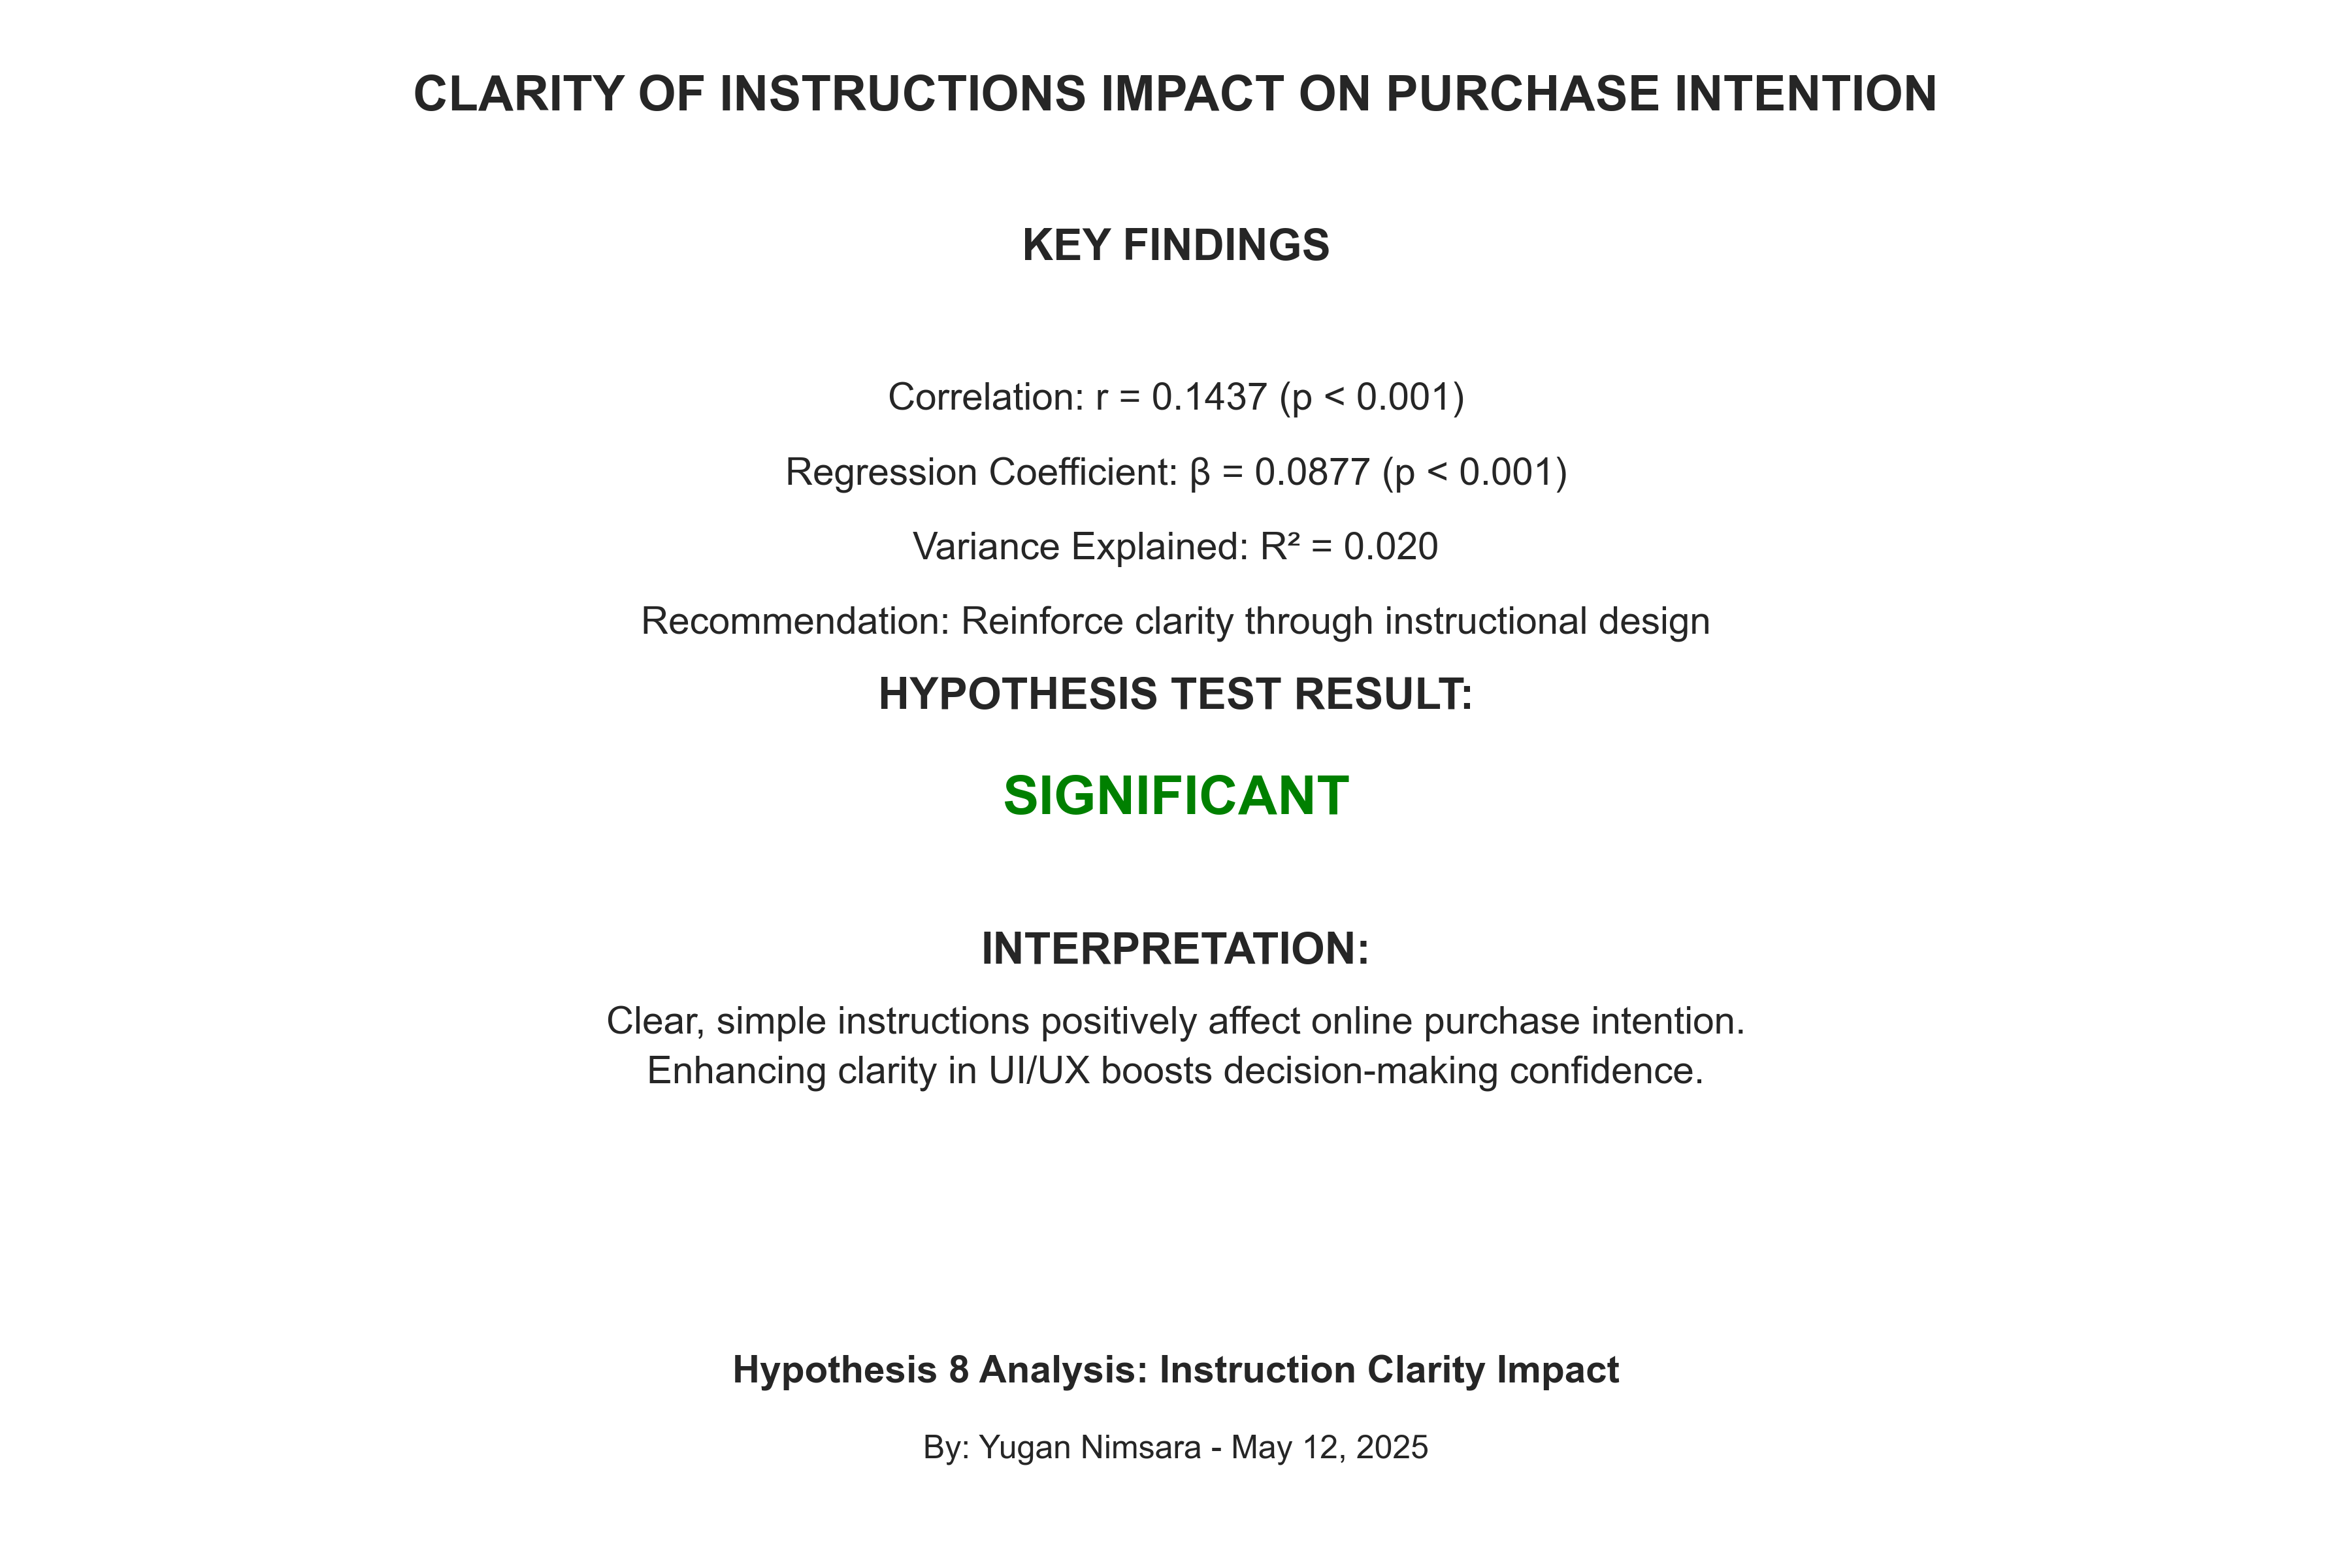 CLARITY OF INSTRUCTIONS IMPACT ON PURCHASE INTENTION
KEY FINDINGS
Correlation: r = 0.1437 (p < 0.001)
Regression Coefficient: β = 0.0877 (p < 0.001)
Variance Explained: R² = 0.020
Recommendation: Reinforce clarity through instructional design
HYPOTHESIS TEST RESULT:
SIGNIFICANT
INTERPRETATION:
Clear, simple instructions positively affect online purchase intention.
Enhancing clarity in UI/UX boosts decision-making confidence.
Hypothesis 8 Analysis: Instruction Clarity Impact
By: Yugan Nimsara - May 12, 2025